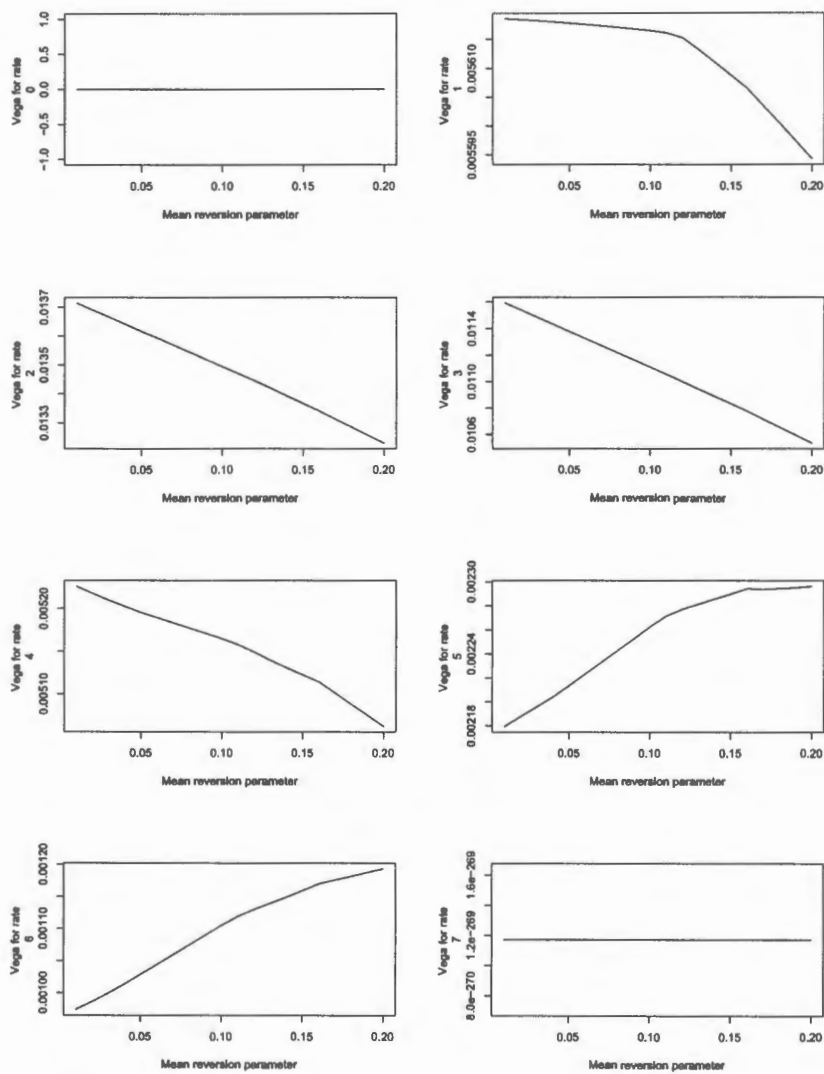 Vega for rate
0
1.0
0.5
0.0
−0.5
−1.0
0.05 0.10 0.15 0.20
Mean reversion parameter
Vega for rate
1
0.005610
0.005595
0.05 0.10 0.15 0.20
Mean reversion parameter
Vega for rate
2
0.0137
0.0135
0.0133
0.05 0.10 0.15 0.20
Mean reversion parameter
Vega for rate
3
0.0114
0.0110
0.0106
0.05 0.10 0.15 0.20
Mean reversion parameter
Vega for rate
4
0.00520
0.00510
0.05 0.10 0.15 0.20
Mean reversion parameter
Vega for rate
5
0.00230
0.00224
0.00218
0.05 0.10 0.15 0.20
Mean reversion parameter
Vega for rate
6
0.00120
0.00110
0.00100
0.05 0.10 0.15 0.20
Mean reversion parameter
Vega for rate
7
1.6e−269
1.2e−269
8.0e−270
0.05 0.10 0.15 0.20
Mean reversion parameter